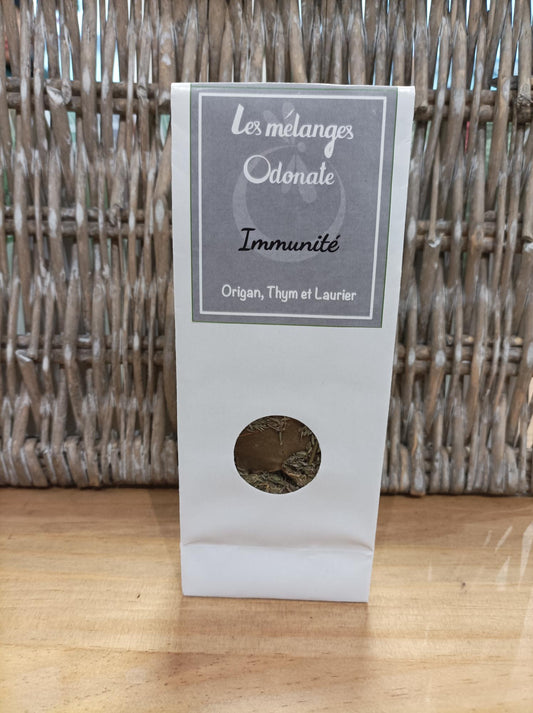 Les mélanges
Odonate
Immunité
Origan, Thym et Laurier